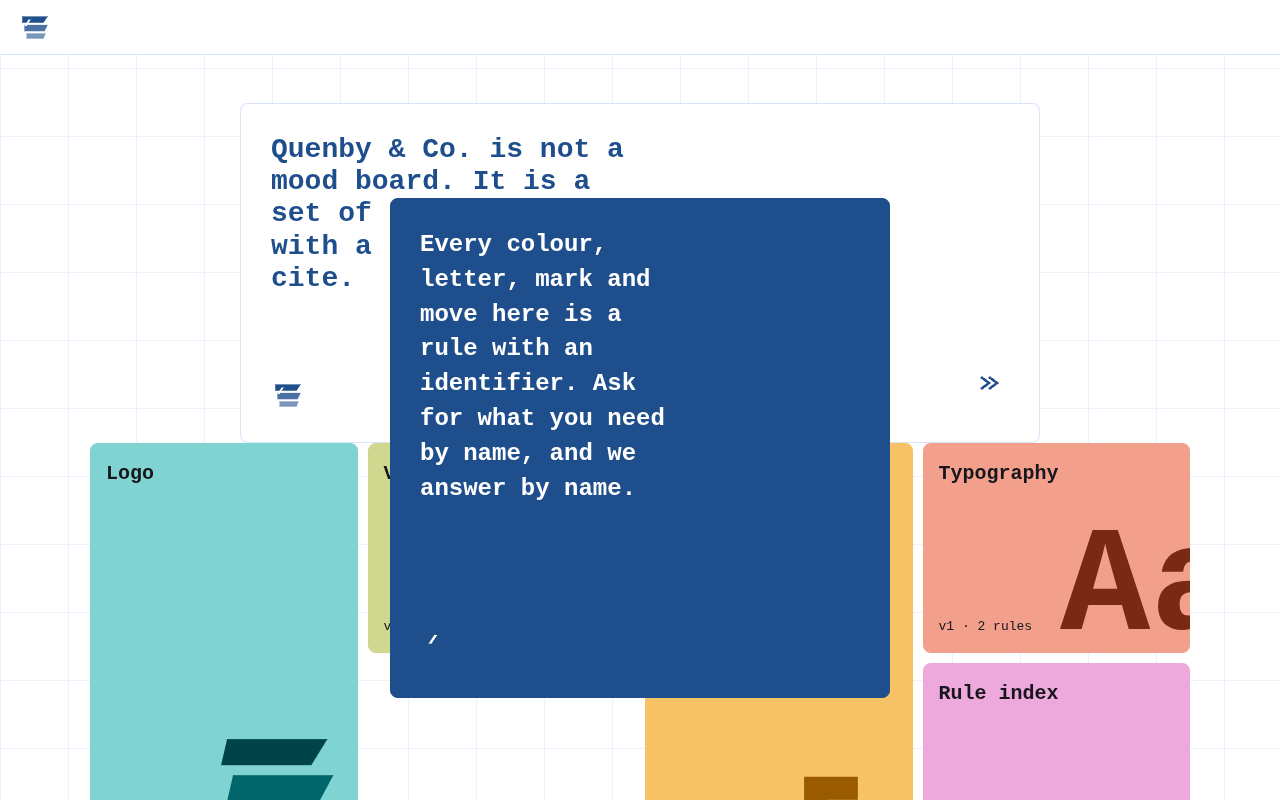 Quenby & Co. is not a
mood board. It is a
set of
with a
cite.
Every colour,
letter, mark and
move here is a
rule with an
identifier. Ask
for what you need
by name, and we
answer by name.
Logo
Typography
Aa
v1 · 2 rules
Rule index